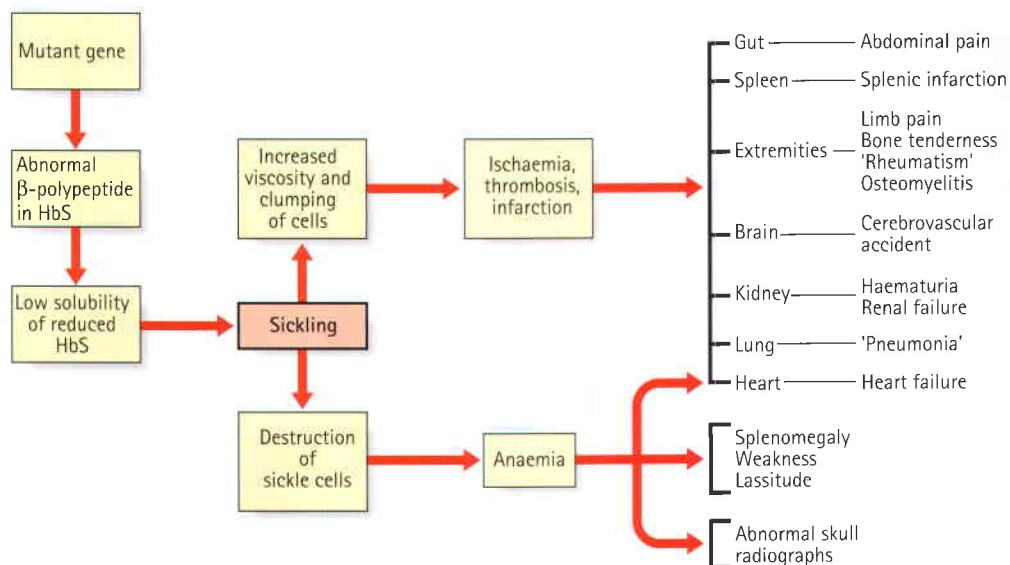 Mutant gene
Abnormal
β-polypeptide
in HbS
Low solubility
of reduced
HbS
Sickling
Increased
viscosity and
clumping
of cells
Ischaemia,
thrombosis,
infarction
Gut
Abdominal pain
Spleen
Splenic infarction
Extremities
Limb pain
Bone tenderness
'Rheumatism'
Osteomyelitis
Brain
Cerebrovascular
accident
Kidney
Haematuria
Renal failure
Lung
'Pneumonia'
Heart
Heart failure
Destruction
of
sickle cells
Anaemia
Splenomegaly
Weakness
Lassitude
Abnormal skull
radiographs